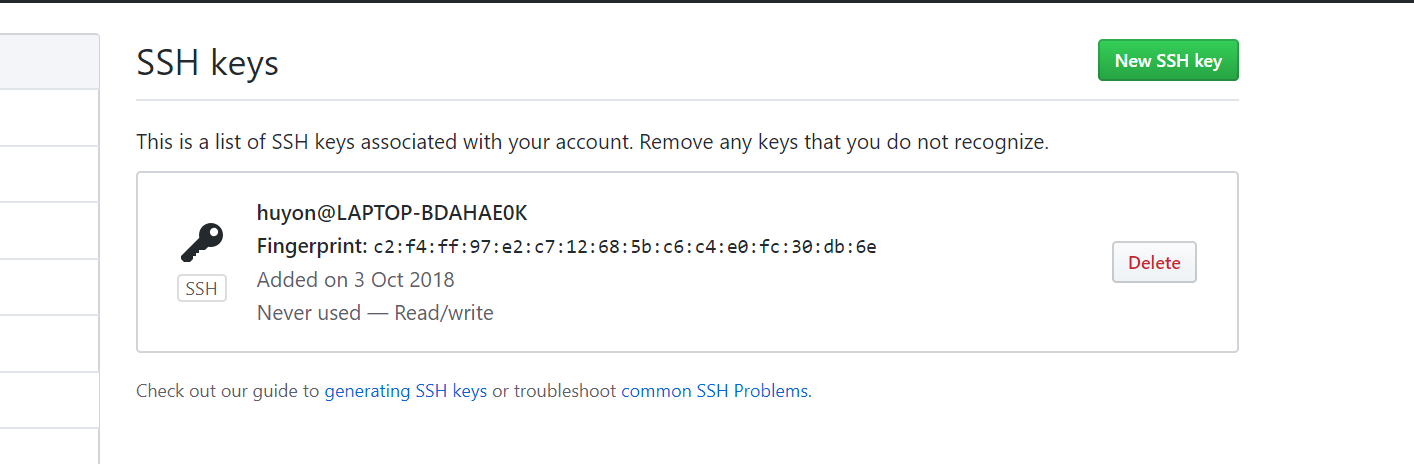 SSH keys
New SSH key
This is a list of SSH keys associated with your account. Remove any keys that you do not recognize.
huyon@LAPTOP-BDAHAE0K
Fingerprint: c2:f4:ff:97:e2:c7:12:68:5b:c6:c4:e0:fc:30:db:6e
Added on 3 Oct 2018
Never used — Read/write
SSH
Delete
Check out our guide to generating SSH keys or troubleshoot common SSH Problems.